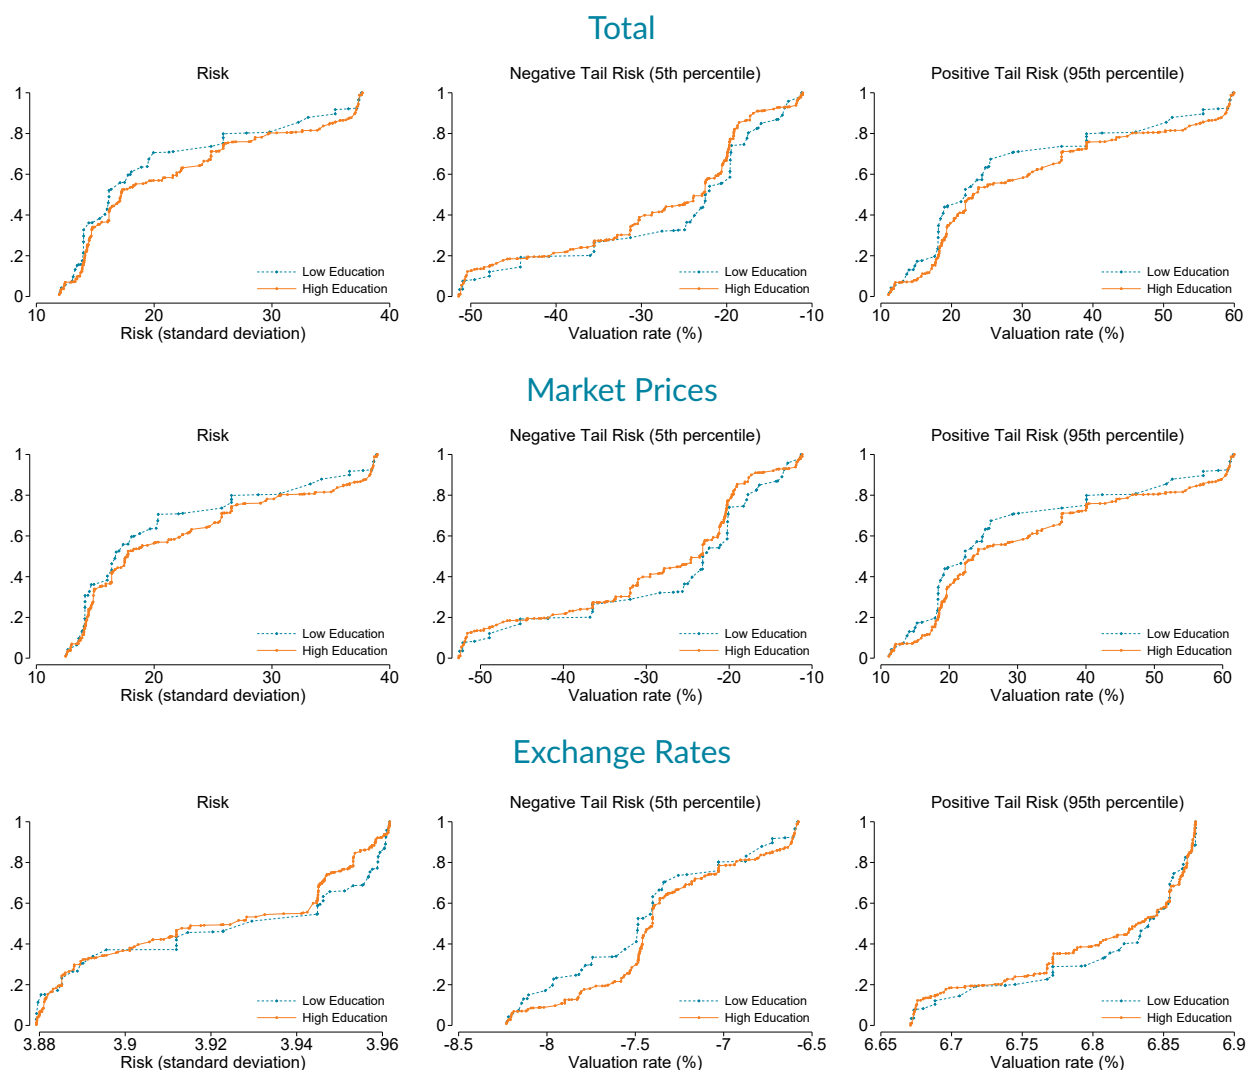 Total
Risk
1
.8
.6
.4
.2
0
Low Education
High Education
10 20 30 40
Risk (standard deviation)
Negative Tail Risk (5th percentile)
1
.8
.6
.4
.2
0
Low Education
High Education
-50 -40 -30 -20 -10
Valuation rate (%)
Positive Tail Risk (95th percentile)
1
.8
.6
.4
.2
0
Low Education
High Education
10 20 30 40 50 60
Valuation rate (%)
Market Prices
Risk
1
.8
.6
.4
.2
0
Low Education
High Education
10 20 30 40
Risk (standard deviation)
Negative Tail Risk (5th percentile)
1
.8
.6
.4
.2
0
Low Education
High Education
-50 -40 -30 -20 -10
Valuation rate (%)
Positive Tail Risk (95th percentile)
1
.8
.6
.4
.2
0
Low Education
High Education
10 20 30 40 50 60
Valuation rate (%)
Exchange Rates
Risk
1
.8
.6
.4
.2
0
Low Education
High Education
3.88 3.9 3.92 3.94 3.96
Risk (standard deviation)
Negative Tail Risk (5th percentile)
1
.8
.6
.4
.2
0
Low Education
High Education
-8.5 -8 -7.5 -7 -6.5
Valuation rate (%)
Positive Tail Risk (95th percentile)
1
.8
.6
.4
.2
0
Low Education
High Education
6.65 6.7 6.75 6.8 6.85 6.9
Valuation rate (%)